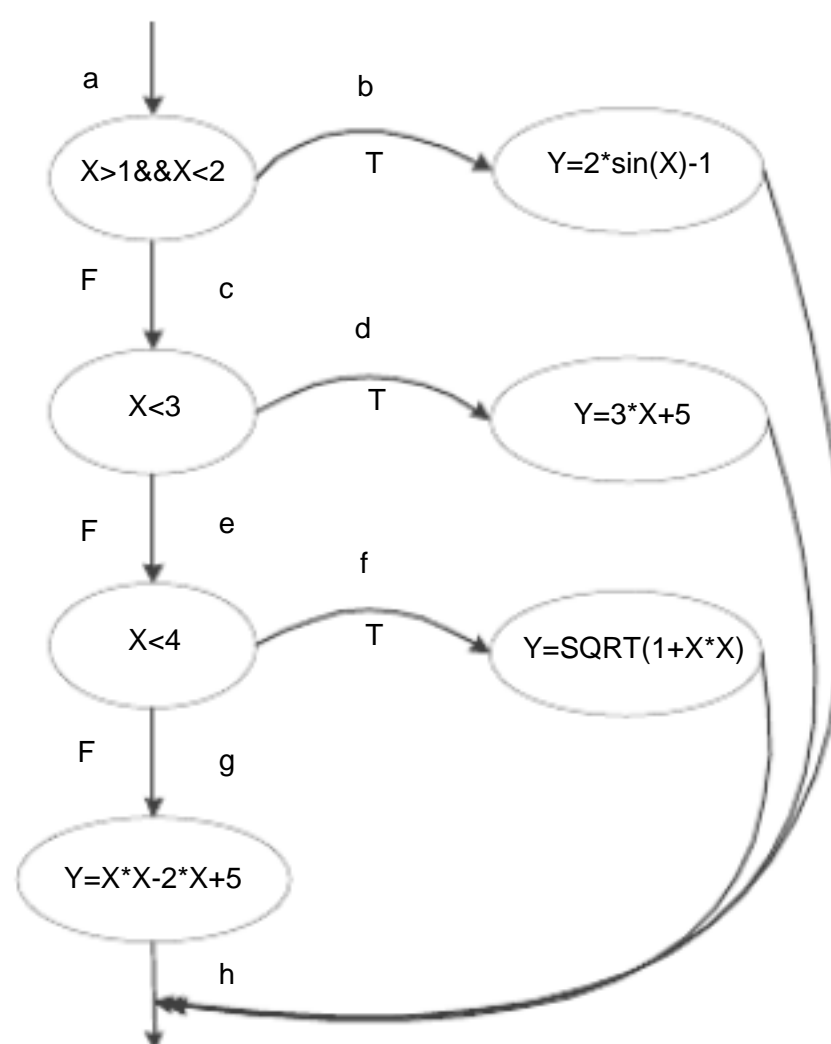 a
b
X>1&&X<2
T
Y=2*sin(X)-1
F
c
d
X<3
T
Y=3*X+5
F
e
f
X<4
T
Y=SQRT(1+X*X)
F
g
Y=X*X-2*X+5
h